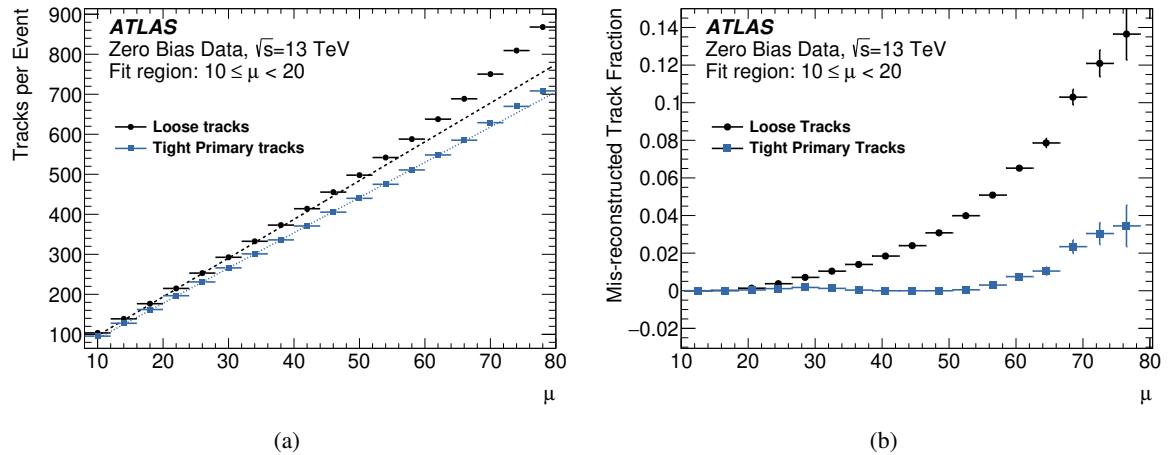 Tracks per Event
900
800
700
600
500
400
300
200
100
ATLAS
Zero Bias Data, √s=13 TeV
Fit region: 10 ≤ μ < 20
Loose tracks
Tight Primary tracks
10 20 30 40 50 60 70 80
μ
(a)
Mis-reconstructed Track Fraction
0.14
0.12
0.1
0.08
0.06
0.04
0.02
0
−0.02
ATLAS
Zero Bias Data, √s=13 TeV
Fit region: 10 ≤ μ < 20
Loose Tracks
Tight Primary Tracks
10 20 30 40 50 60 70 80
μ
(b)